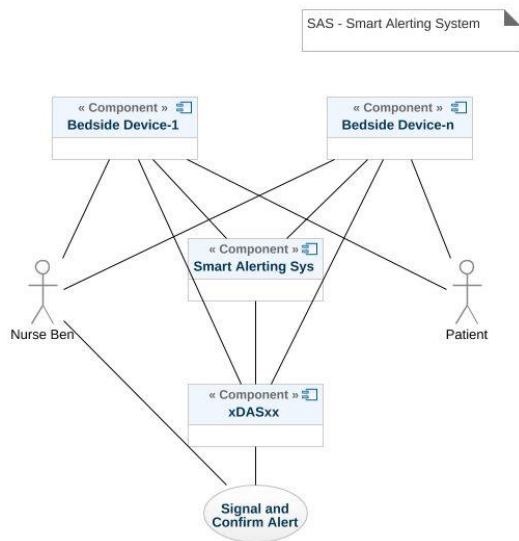 SAS - Smart Alerting System
« Component »
Bedside Device-1
« Component »
Bedside Device-n
« Component »
Smart Alerting Sys
Nurse Ben
Patient
« Component »
xDASxx
Signal and
Confirm Alert